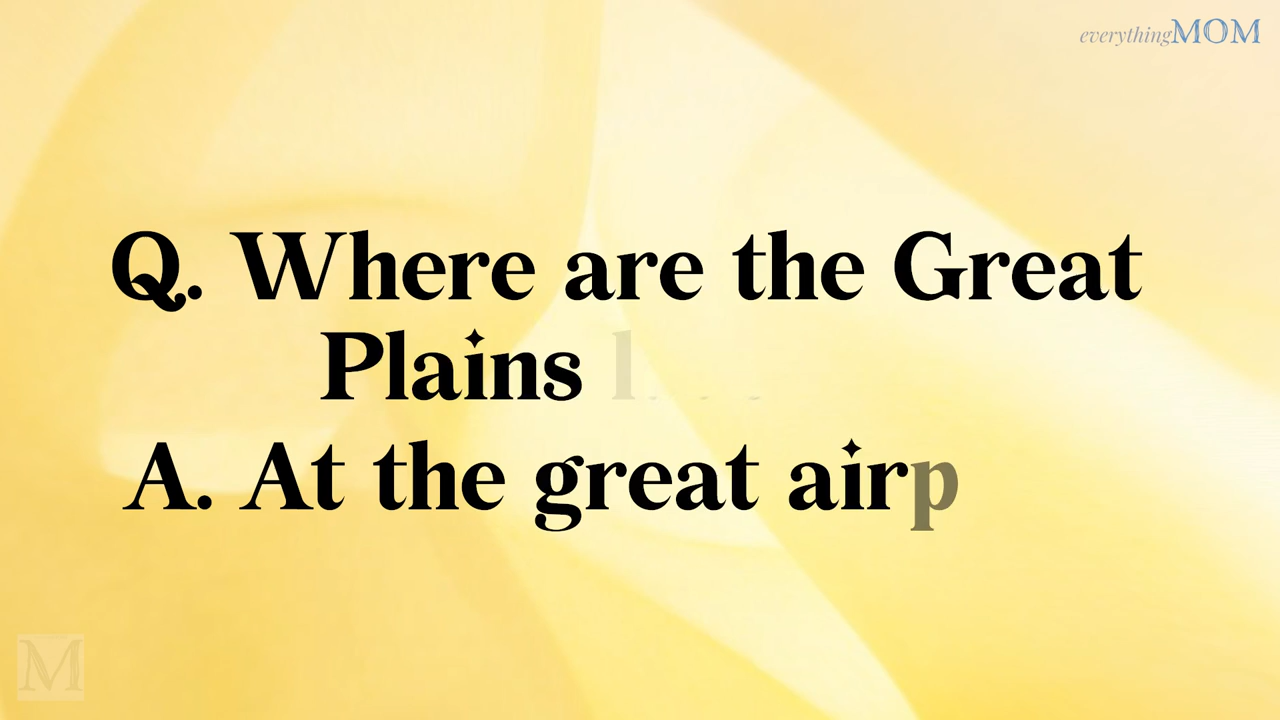 everythingMOM
Q. Where are the Great
Plains l
A. At the great airp
M